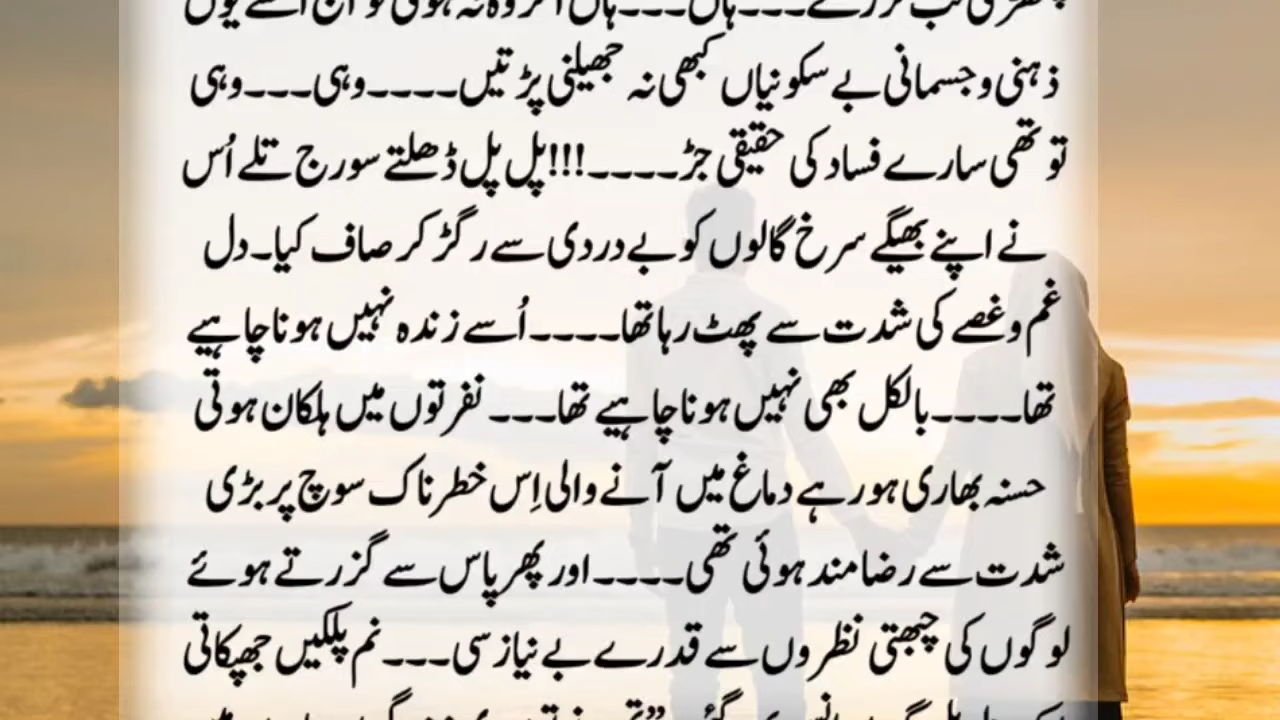 ذہنی و جسمانی بے سکونیاں کبھی نہ جھیلنی پڑتیں۔۔۔۔وہی۔۔۔وہی
تو تھی سارے فساد کی حقیقی جڑ۔۔۔۔!!!پل پل ڈھلتے سورج تلے اُس
نے اپنے بھیگے سرخ گالوں کو بے دردی سے رگڑ کر صاف کیا۔دل
غم و غصے کی شدت سے پھٹ رہا تھا۔۔۔۔اُسے زندہ نہیں ہونا چاہیے
تھا۔۔۔۔بالکل بھی نہیں ہونا چاہیے تھا۔۔۔نفرتوں میں ہلکان ہوتی
حسنہ بھاری ہو رہے دماغ میں آنے والی اِس خطرناک سوچ پر بڑی
شدت سے رضامند ہوئی تھی۔۔۔۔اور پھر پاس سے گزرتے ہوئے
لوگوں کی چبھتی نظروں سے قدرے بے نیاز سی۔۔۔نم پلکیں جھپکاتی